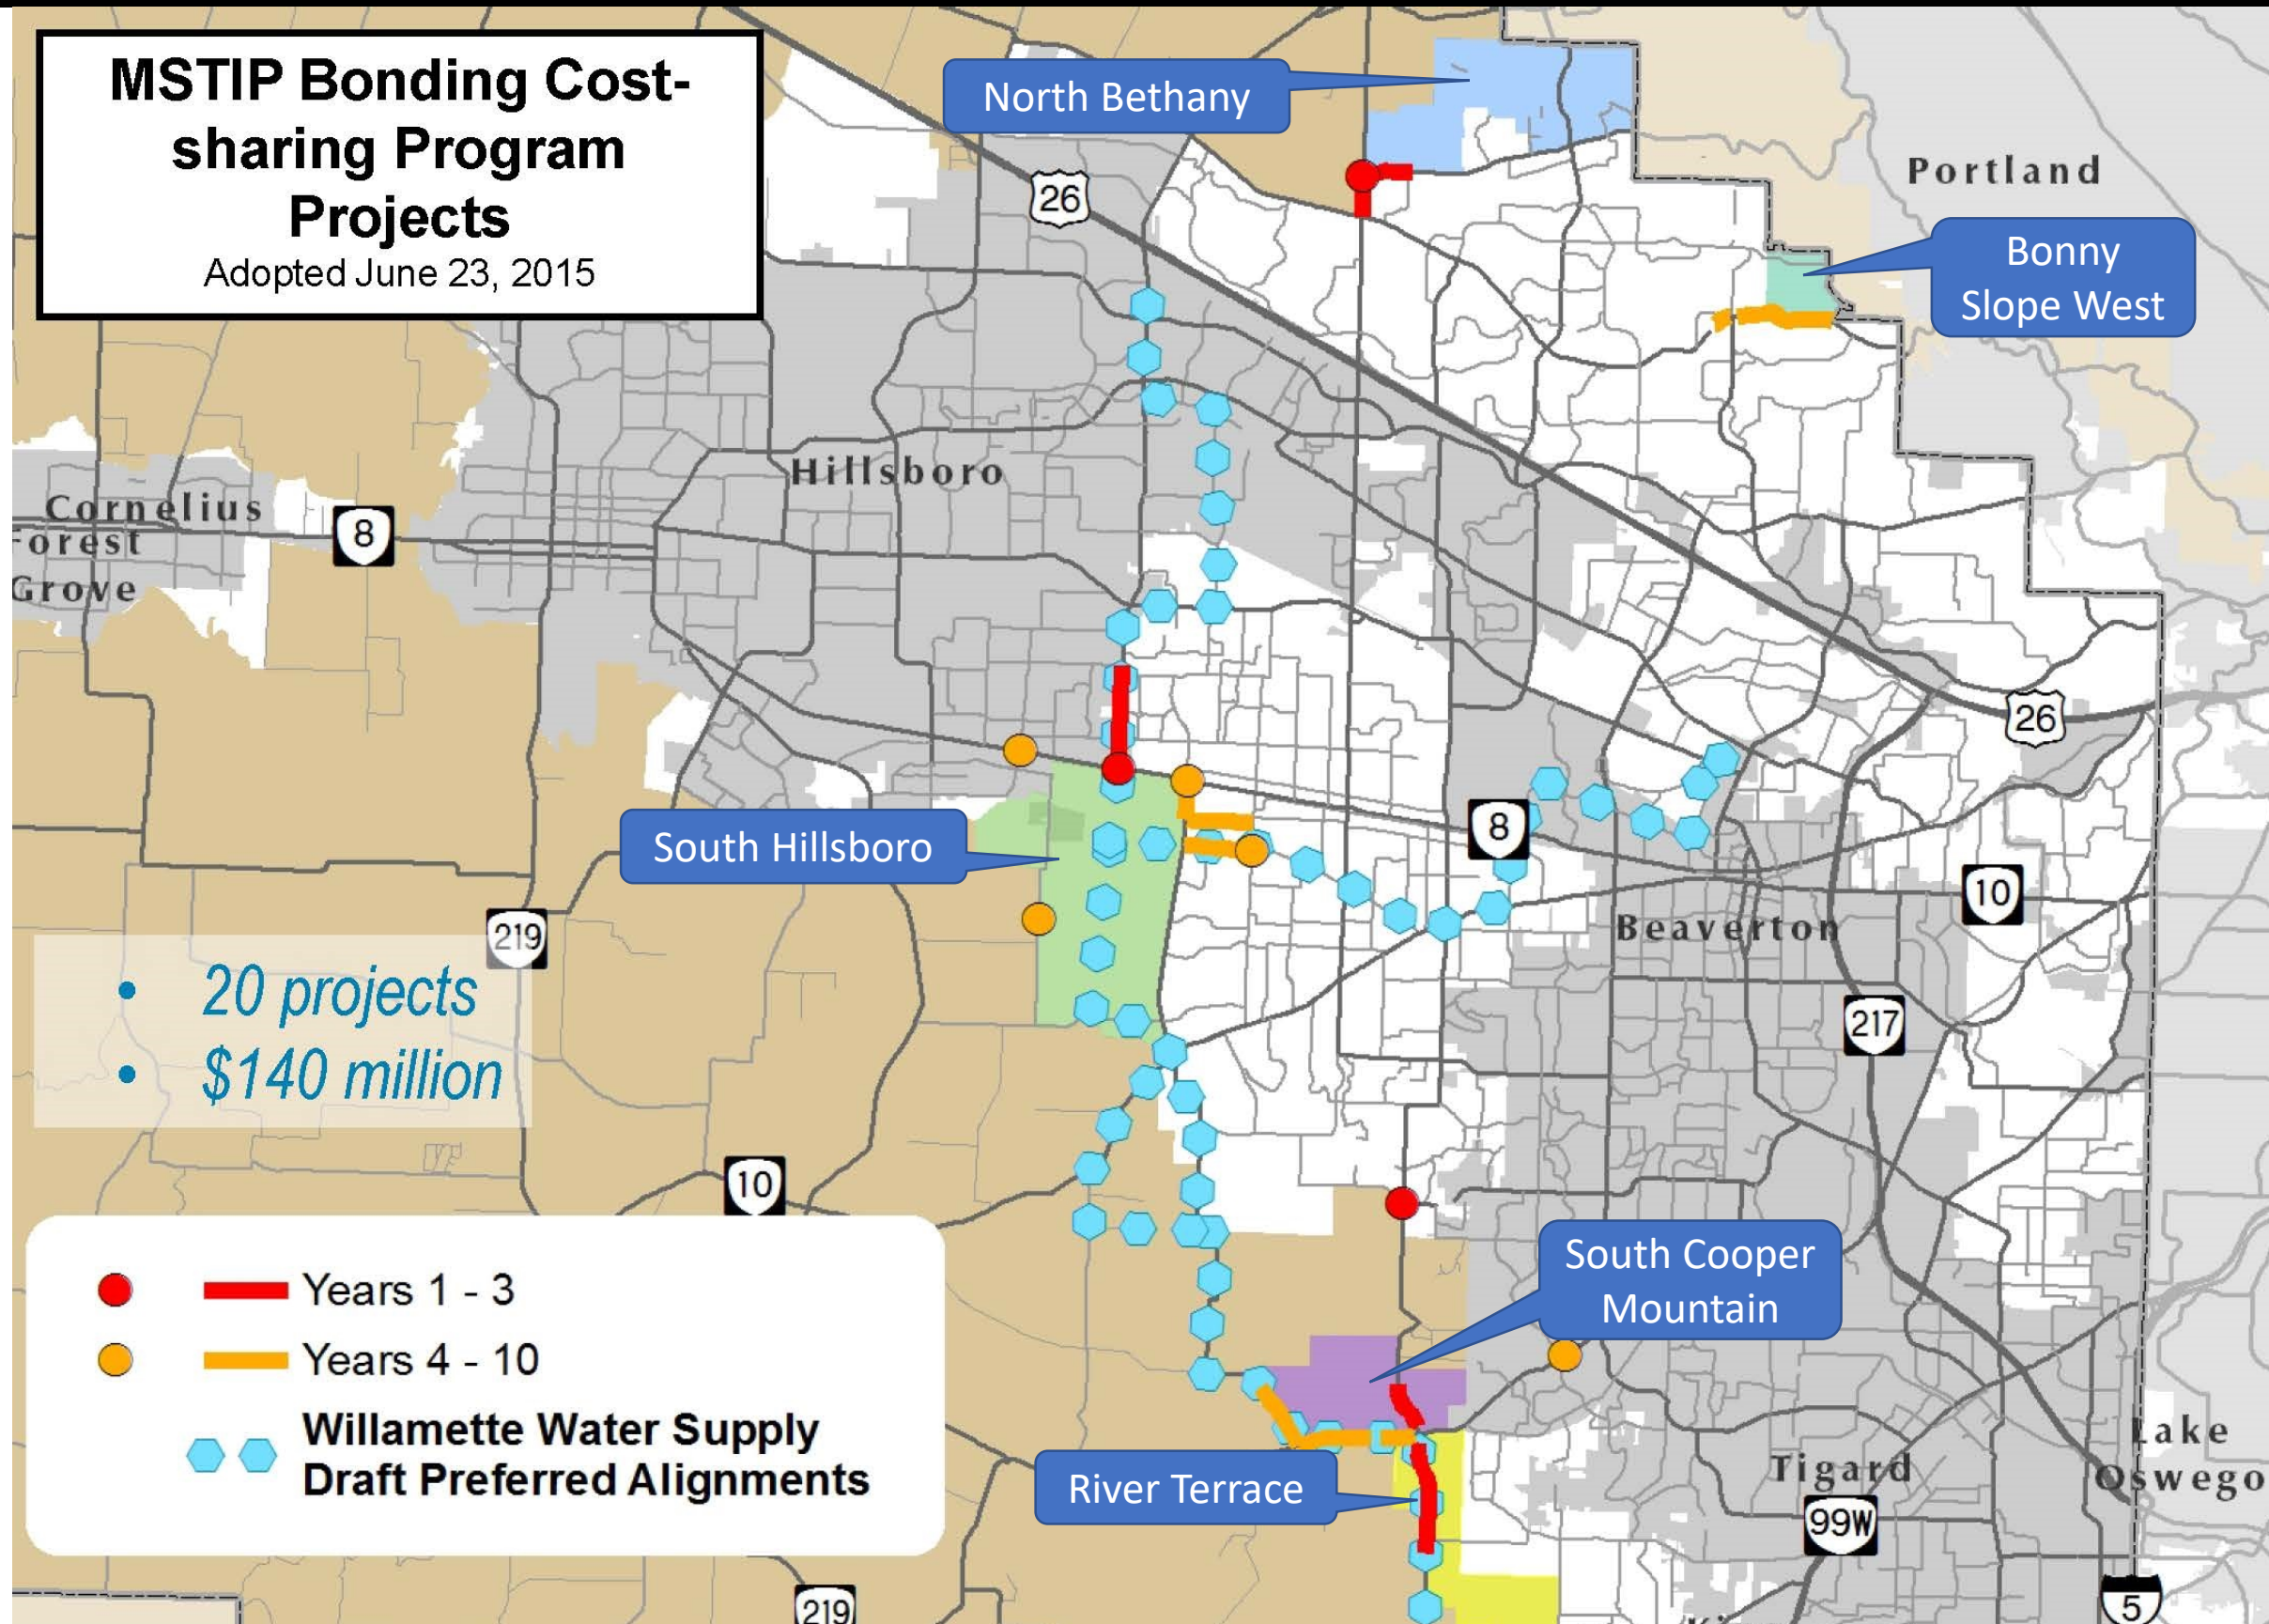 MSTIP Bonding Cost-
sharing Program
Projects
Adopted June 23, 2015
North Bethany
26
Portland
Bonny
Slope West
Hillsboro
Cornelius
Forest
Grove
8
26
South Hillsboro
8
10
Beaverton
219
217
• 20 projects
• $140 million
10
South Cooper
Mountain
Years 1 - 3
Years 4 - 10
Willamette Water Supply
Draft Preferred Alignments
River Terrace
Tigard
Lake
Oswego
99W
219
5